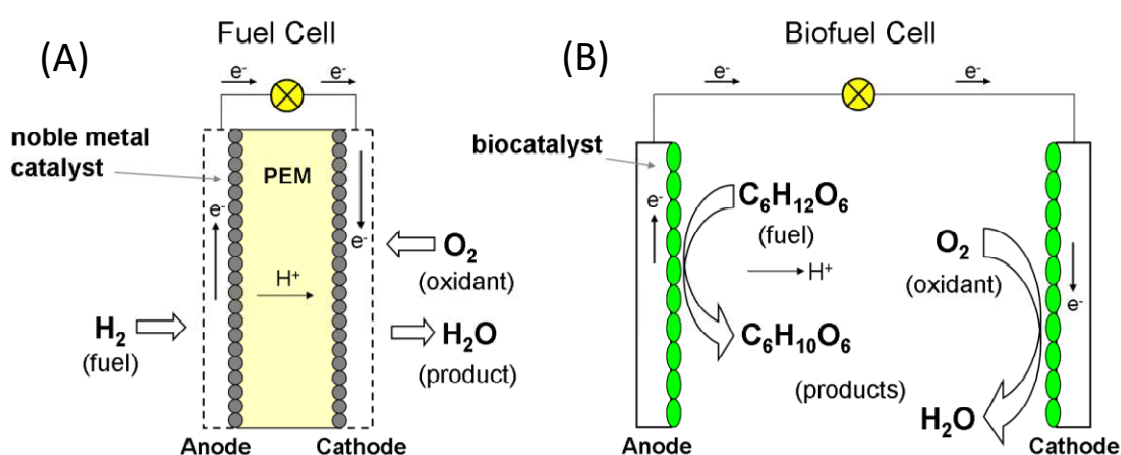 Fuel Cell
(A)
e⁻
e⁻
noble metal
catalyst
PEM
e⁻
e⁻
H⁺
O₂
(oxidant)
H₂
(fuel)
H₂O
(product)
Anode
Cathode
Biofuel Cell
(B)
e⁻
e⁻
biocatalyst
e⁻
C₆H₁₂O₆
(fuel)
H⁺
O₂
(oxidant)
e⁻
C₆H₁₀O₆
(products)
H₂O
Anode
Cathode